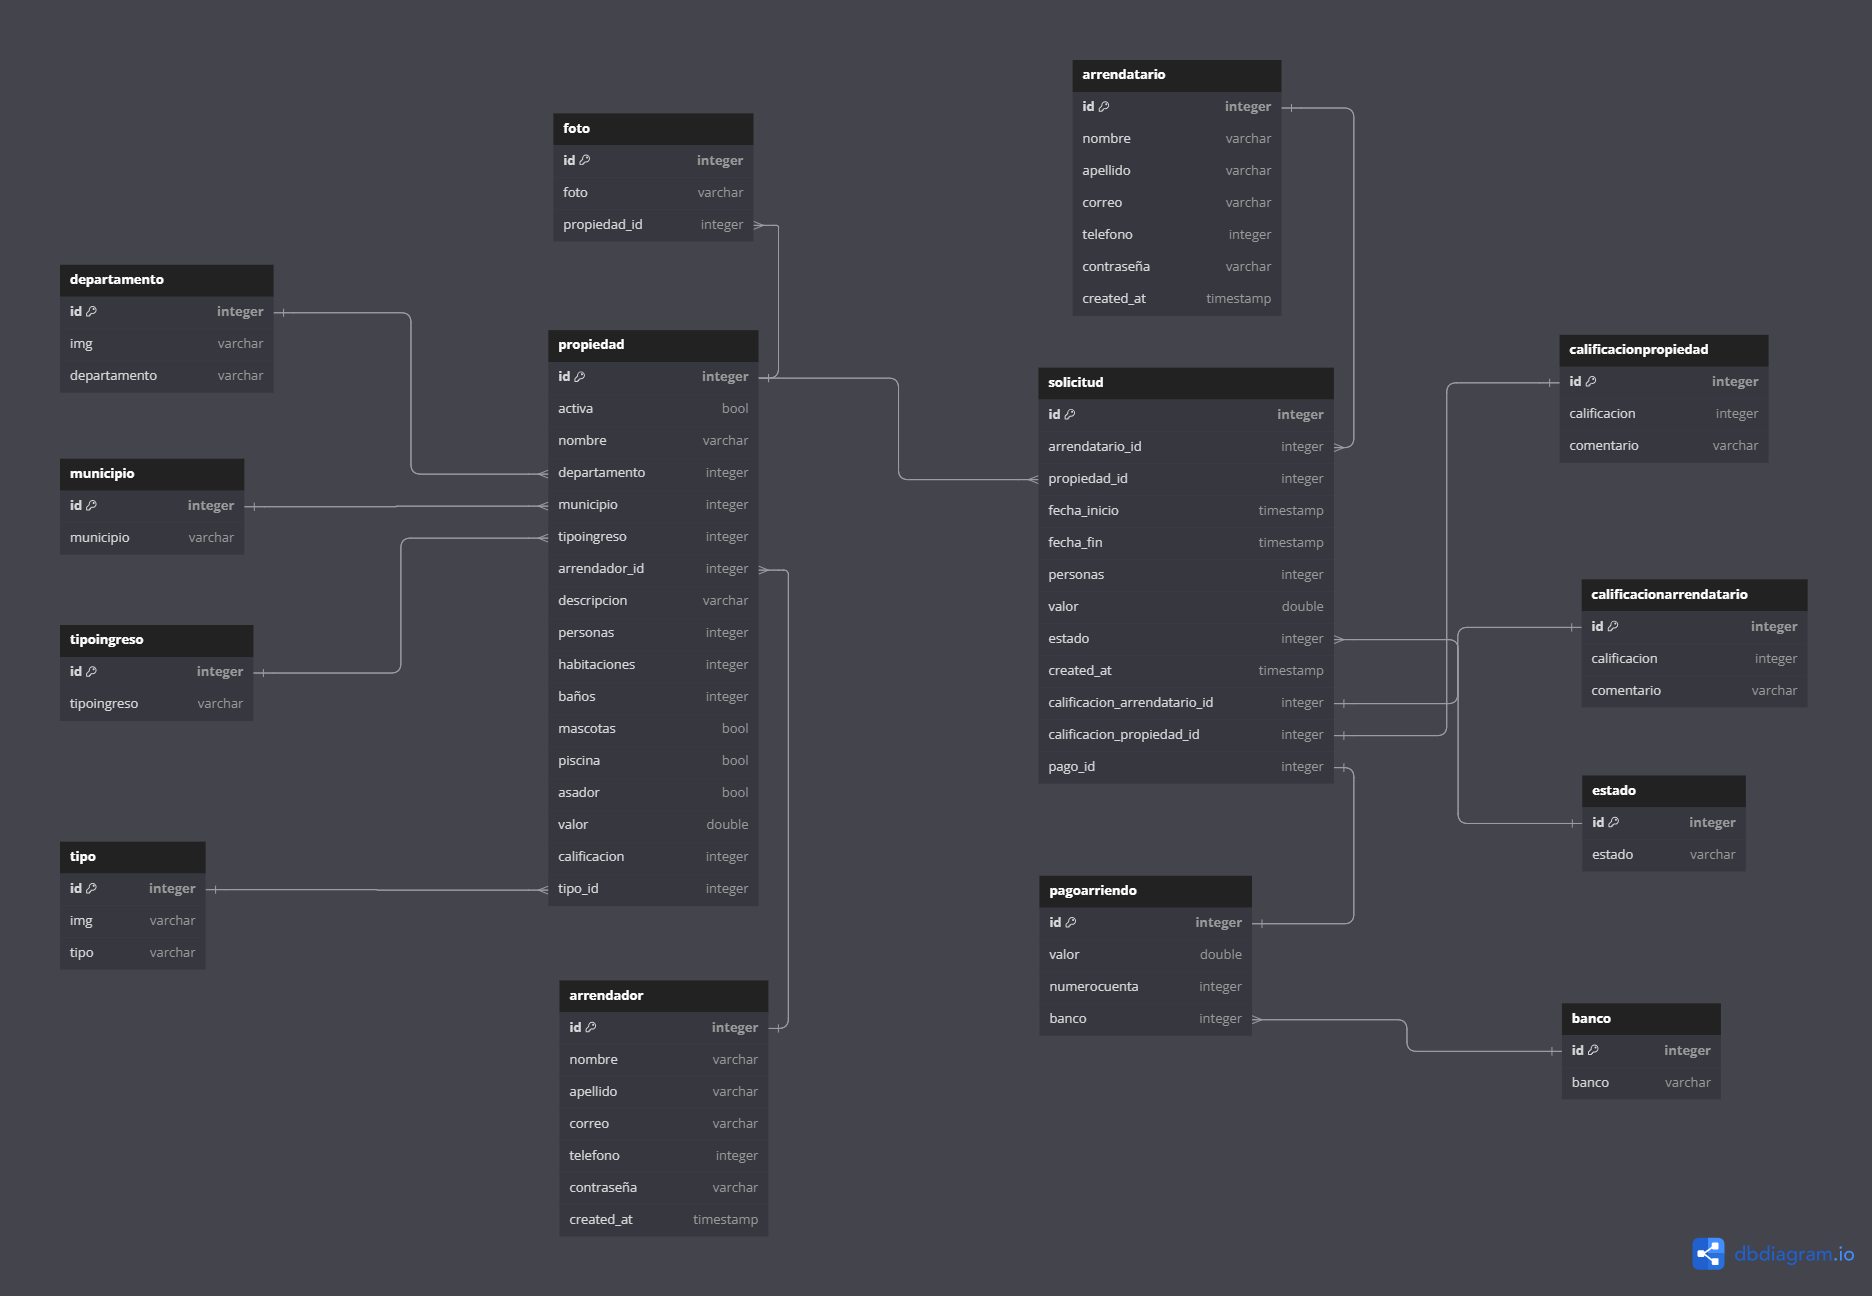 foto
id integer
foto varchar
propiedad_id integer
departamento
id integer
img varchar
departamento varchar
municipio
id integer
municipio varchar
tipoingreso
id integer
tipoingreso varchar
tipo
id integer
img varchar
tipo varchar
propiedad
id integer
activa bool
nombre varchar
departamento integer
municipio integer
tipoingreso integer
arrendador_id integer
descripcion varchar
personas integer
habitaciones integer
baños integer
mascotas bool
piscina bool
asador bool
valor double
calificacion integer
tipo_id integer
arrendador
id integer
nombre varchar
apellido varchar
correo varchar
telefono integer
contraseña varchar
created_at timestamp
arrendatario
id integer
nombre varchar
apellido varchar
correo varchar
telefono integer
contraseña varchar
created_at timestamp
solicitud
id integer
arrendatario_id integer
propiedad_id integer
fecha_inicio timestamp
fecha_fin timestamp
personas integer
valor double
estado integer
created_at timestamp
calificacion_arrendatario_id integer
calificacion_propiedad_id integer
pago_id integer
pagoarriendo
id integer
valor double
numerocuenta integer
banco integer
calificacionpropiedad
id integer
calificacion integer
comentario varchar
calificacionarrendatario
id integer
calificacion integer
comentario varchar
estado
id integer
estado varchar
banco
id integer
banco varchar
dbdiagram.io